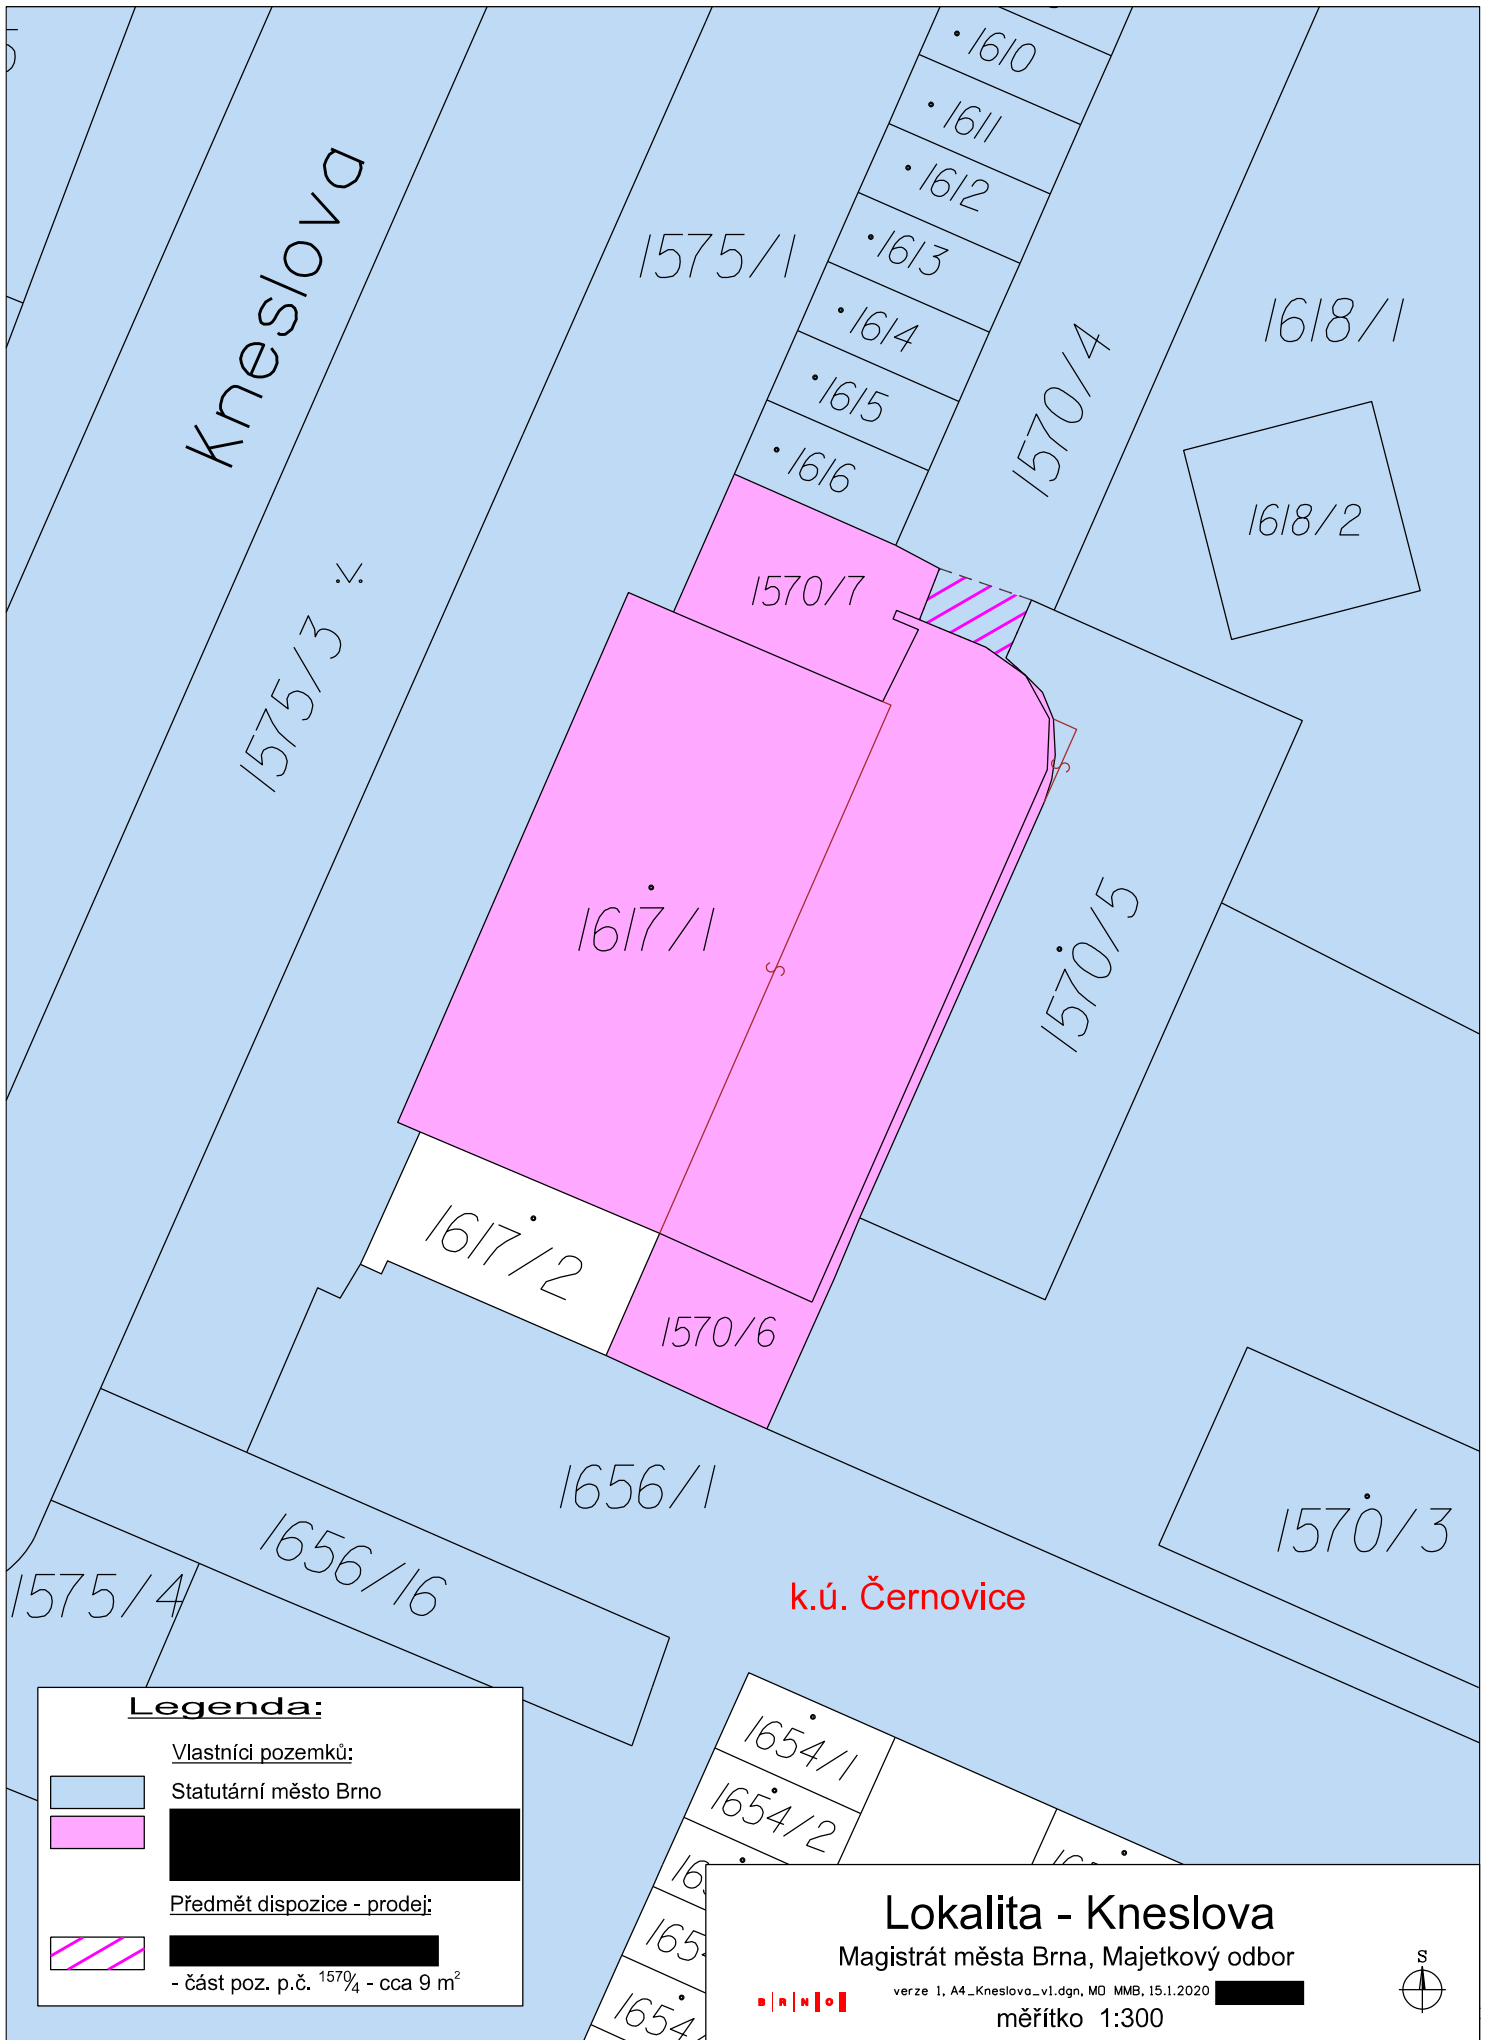 1610
1611
1612
1613
1614
1615
1616
Kneslova
1575/1
1618/1
1570/4
1618/2
1570/7
1575/3
1617/1
1570/5
S
S
1617/2
1570/6
1656/1
1570/3
1656/16
1575/4
k.ú. Černovice
1654/1
1654/2
1654/
Legenda:
Vlastníci pozemků:
Statutární město Brno
Předmět dispozice - prodej:
- část poz. p.č. 1570/4 - cca 9 m²
Lokalita - Kneslova
Magistrát města Brna, Majetkový odbor
verze 1, A4_Kneslova_v1.dgn, MO MMB, 15.1.2020
měřítko 1:300
B R N O
S